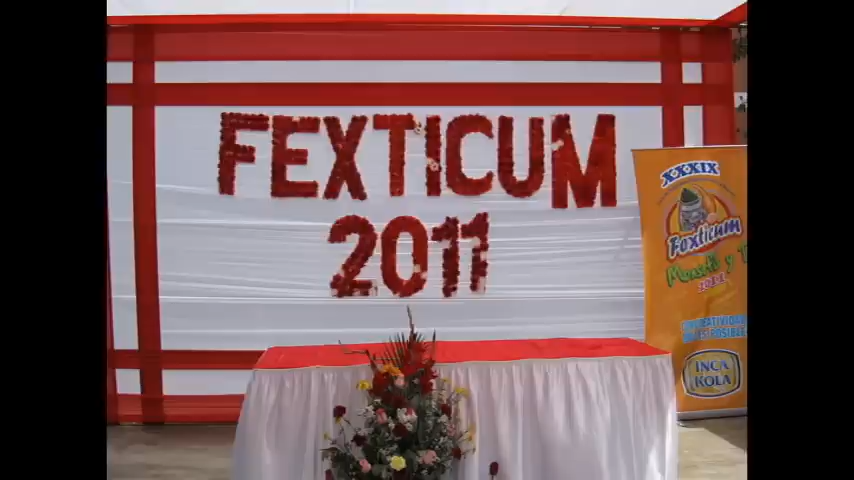 FEXTICUM
2011
XXXIX
Fexticum
2011
INCA
KOLA